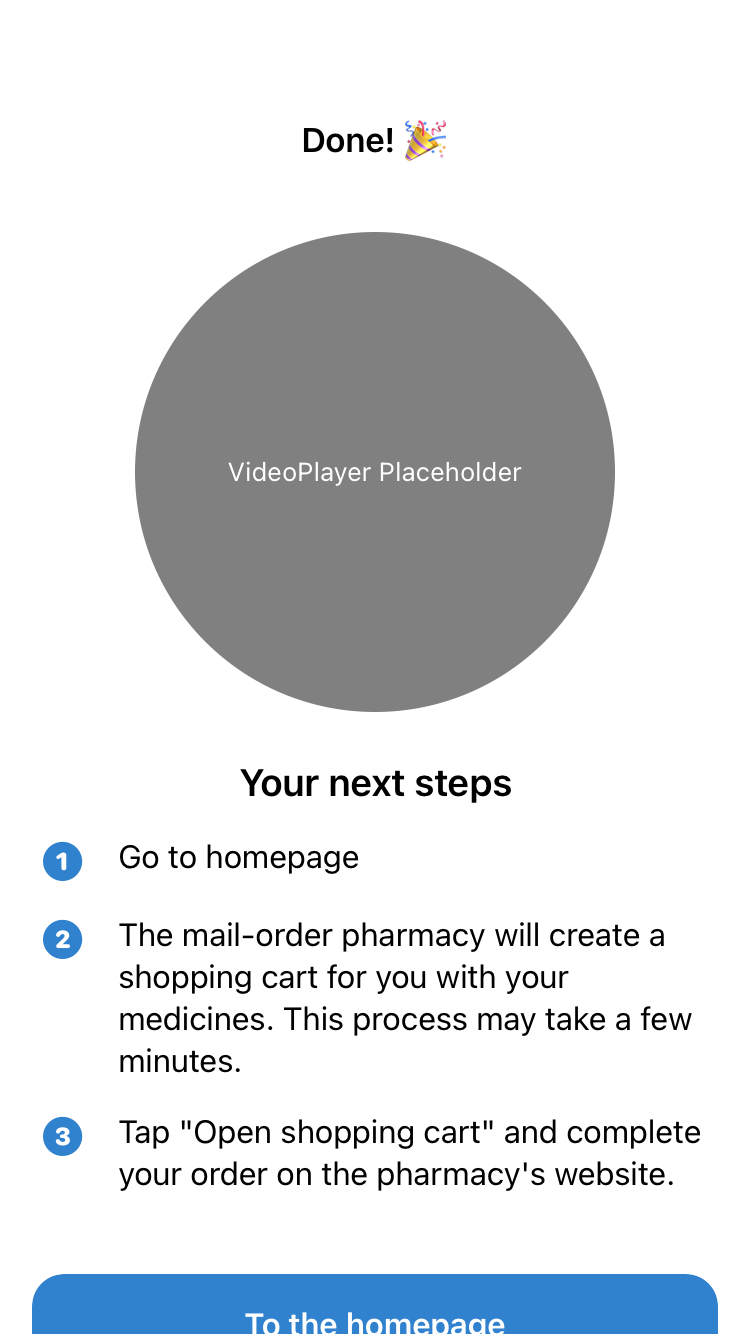 Done! 🎉
VideoPlayer Placeholder
Your next steps
1 Go to homepage
2 The mail-order pharmacy will create a
shopping cart for you with your
medicines. This process may take a few
minutes.
3 Tap "Open shopping cart" and complete
your order on the pharmacy's website.
To the homepage